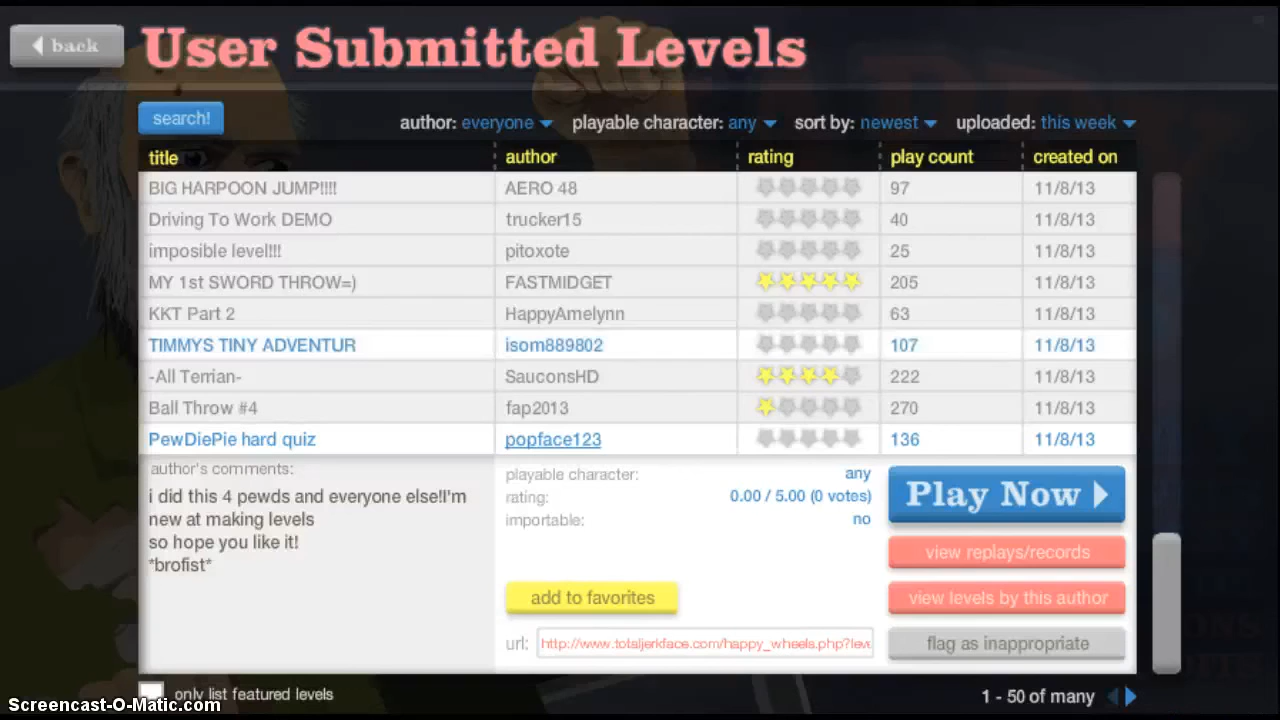 back
User Submitted Levels
search!
author: everyone playable character: any sort by: newest uploaded: this week
title author rating play count created on
BIG HARPOON JUMP!!!! AERO 48 97 11/8/13
Driving To Work DEMO trucker15 40 11/8/13
imposible level!!! pitoxote 25 11/8/13
MY 1st SWORD THROW=) FASTMIDGET 205 11/8/13
KKT Part 2 HappyAmelynn 63 11/8/13
TIMMYS TINY ADVENTUR isom889802 107 11/8/13
-All Terrian- SauconsHD 222 11/8/13
Ball Throw #4 fap2013 270 11/8/13
PewDiePie hard quiz popface123 136 11/8/13
author's comments:
i did this 4 pewds and everyone else!I'm
new at making levels
so hope you like it!
*brofist*
playable character: any
rating: 0.00 / 5.00 (0 votes)
importable: no
add to favorites
url: http://www.totaljerkface.com/happy_wheels.php?leve
Play Now
view replays/records
view levels by this author
flag as inappropriate
only list featured levels
1 - 50 of many
Screencast-O-Matic.com